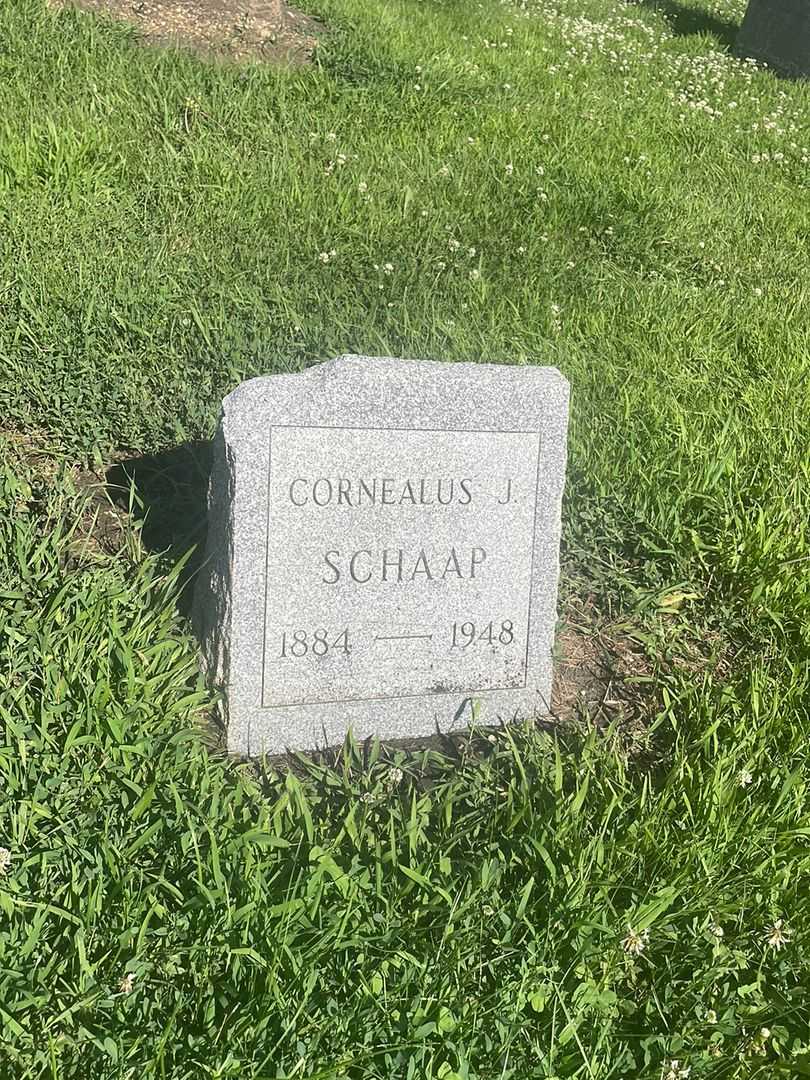 CORNEALUS J.
SCHAAP
1884 — 1948